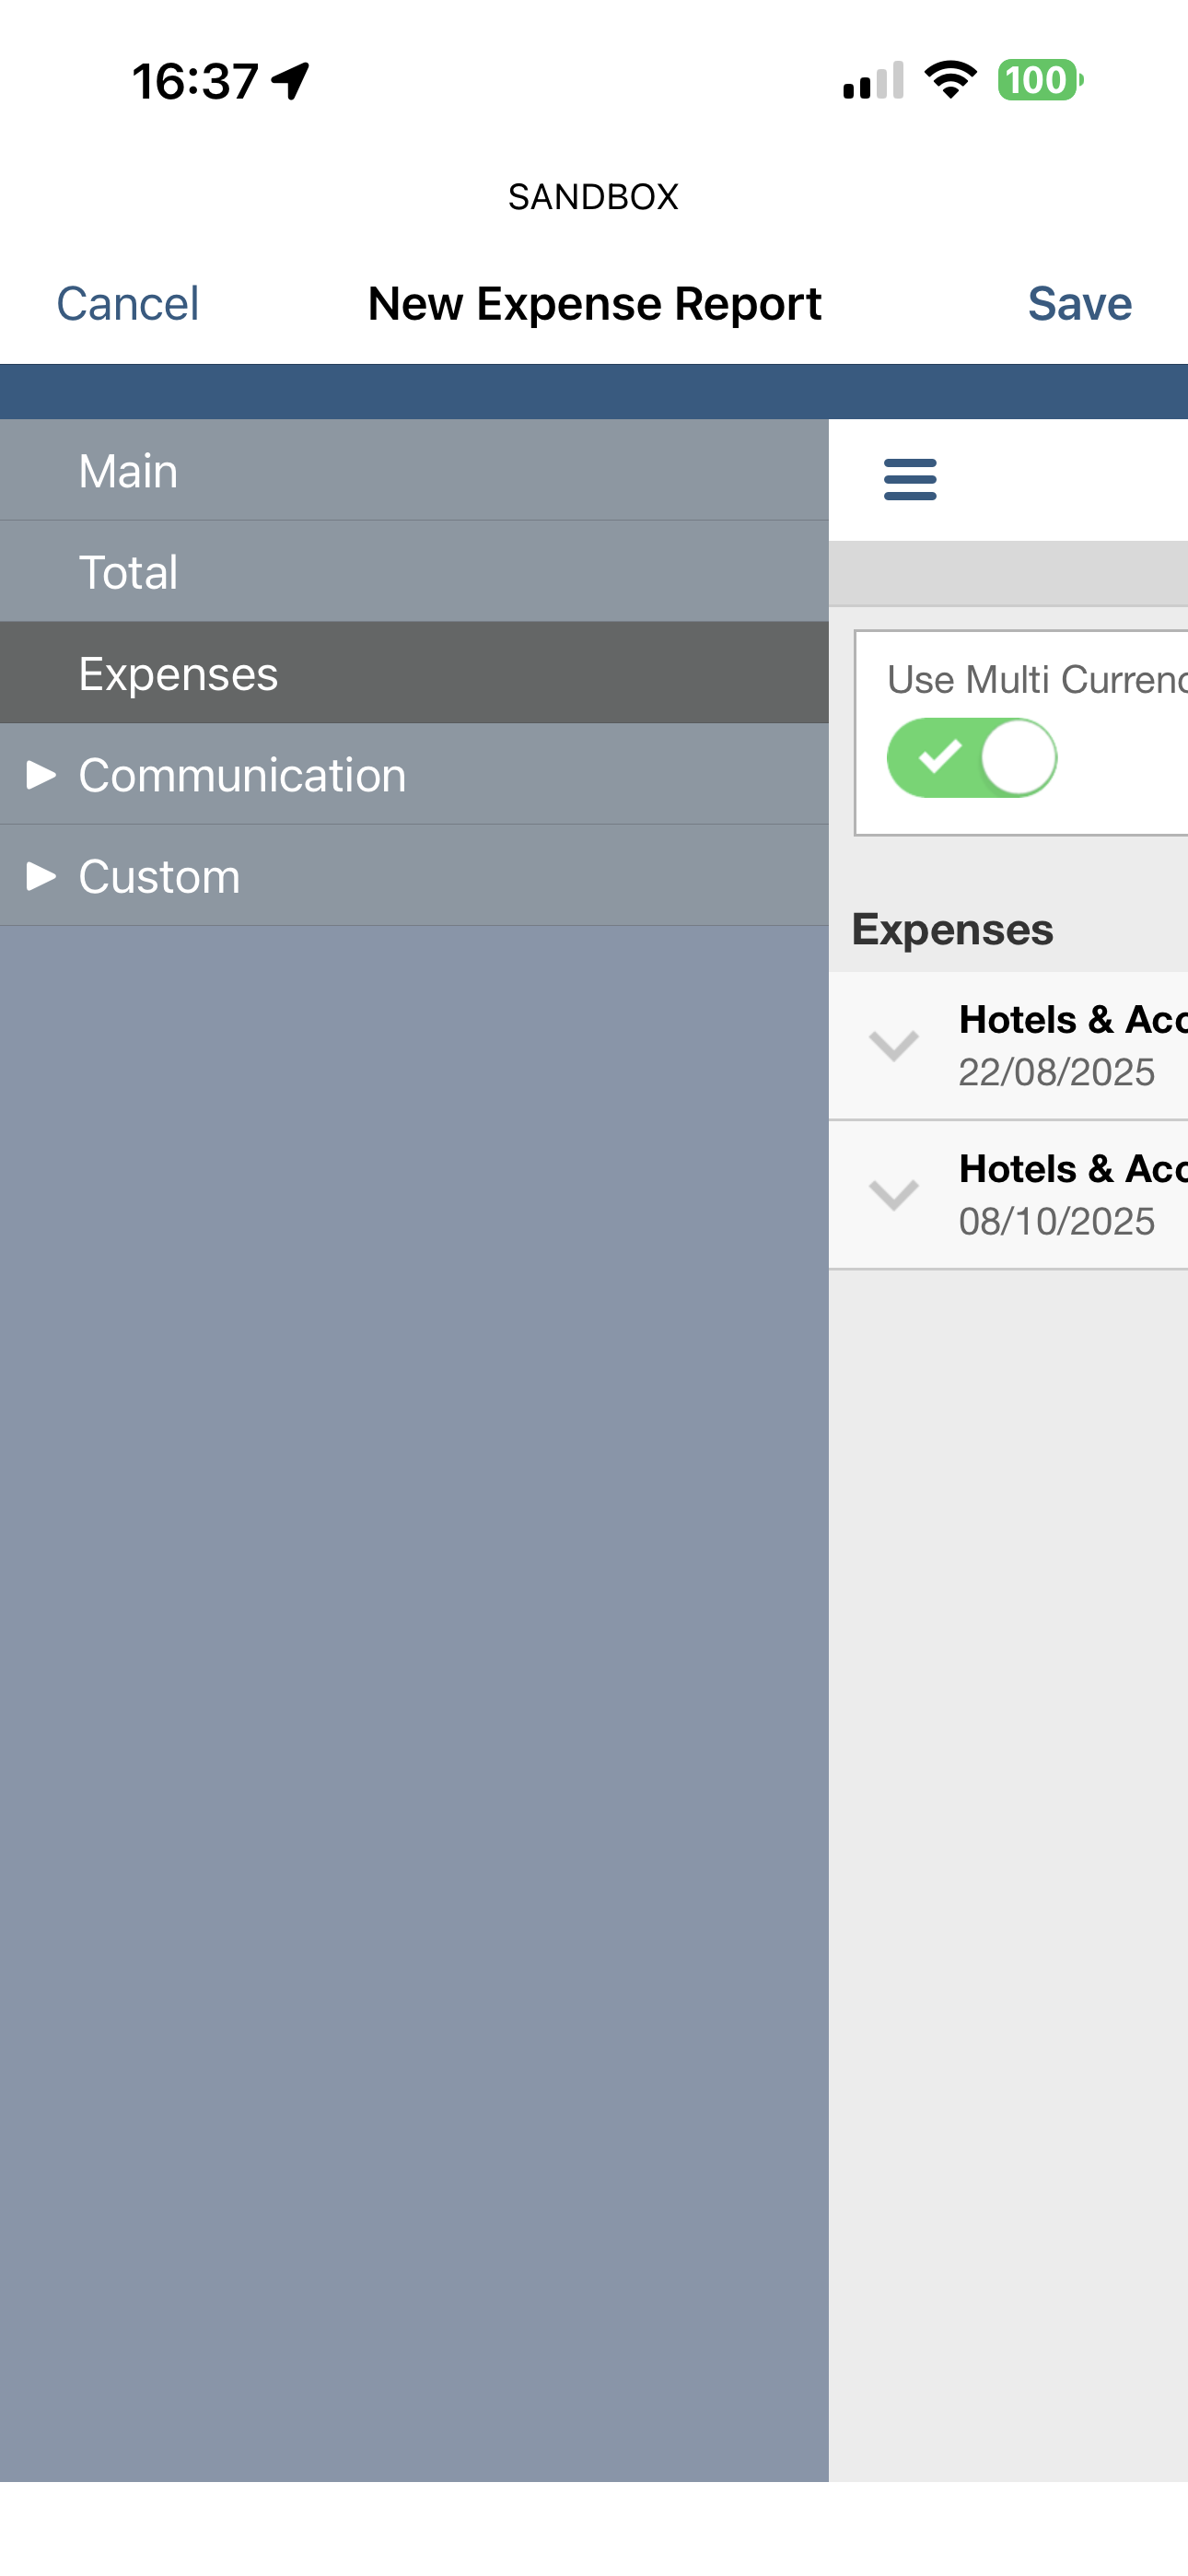 16:37
100
SANDBOX
Cancel
New Expense Report
Save
Main
Total
Expenses
Communication
Custom
Use Multi Currenc
Expenses
Hotels & Acc
22/08/2025
Hotels & Acc
08/10/2025